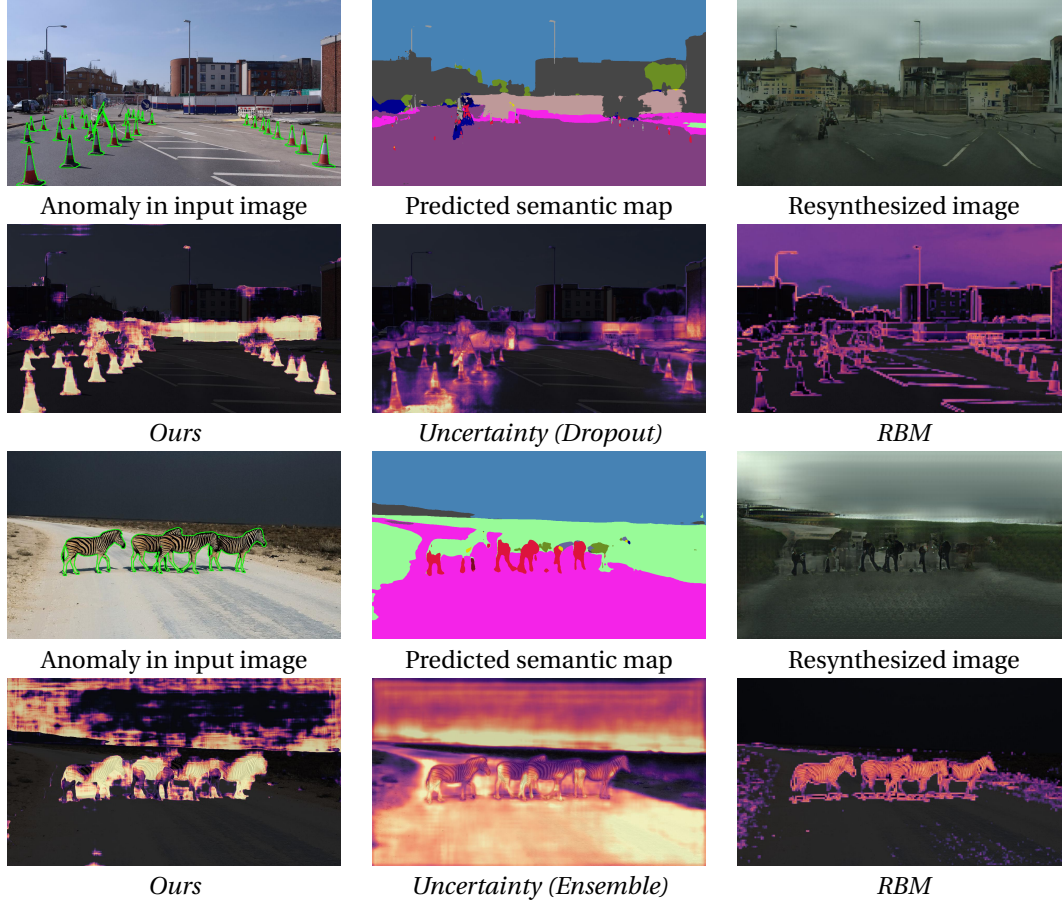 Anomaly in input image
Predicted semantic map
Resynthesized image
Ours
Uncertainty (Dropout)
RBM
Anomaly in input image
Predicted semantic map
Resynthesized image
Ours
Uncertainty (Ensemble)
RBM